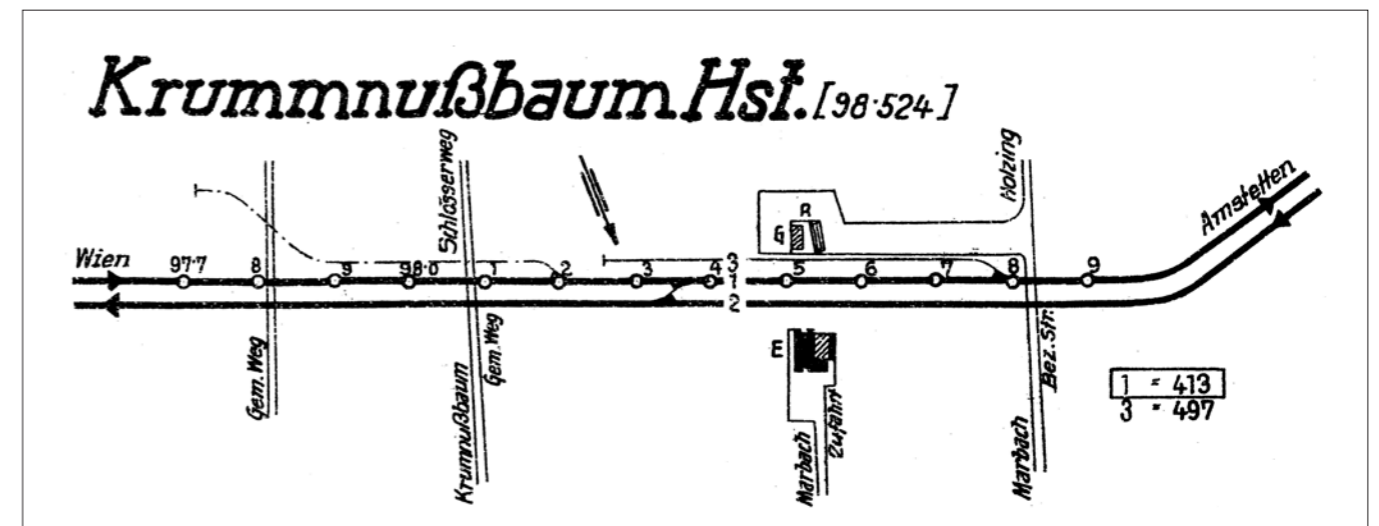 Krummnußbaum Hst. [98·524]
Schlösserweg
Holzing
Amstetten
Wien
97·7 8 9 98·0 1 2 3 4 5 6 7 8 9
G R
3
1
2
E
Gem. Weg
Krumnußbaum
Gem. Weg
Marbach
Zufahrt
Marbach
Bez. Str.
1 = 413
3 = 497